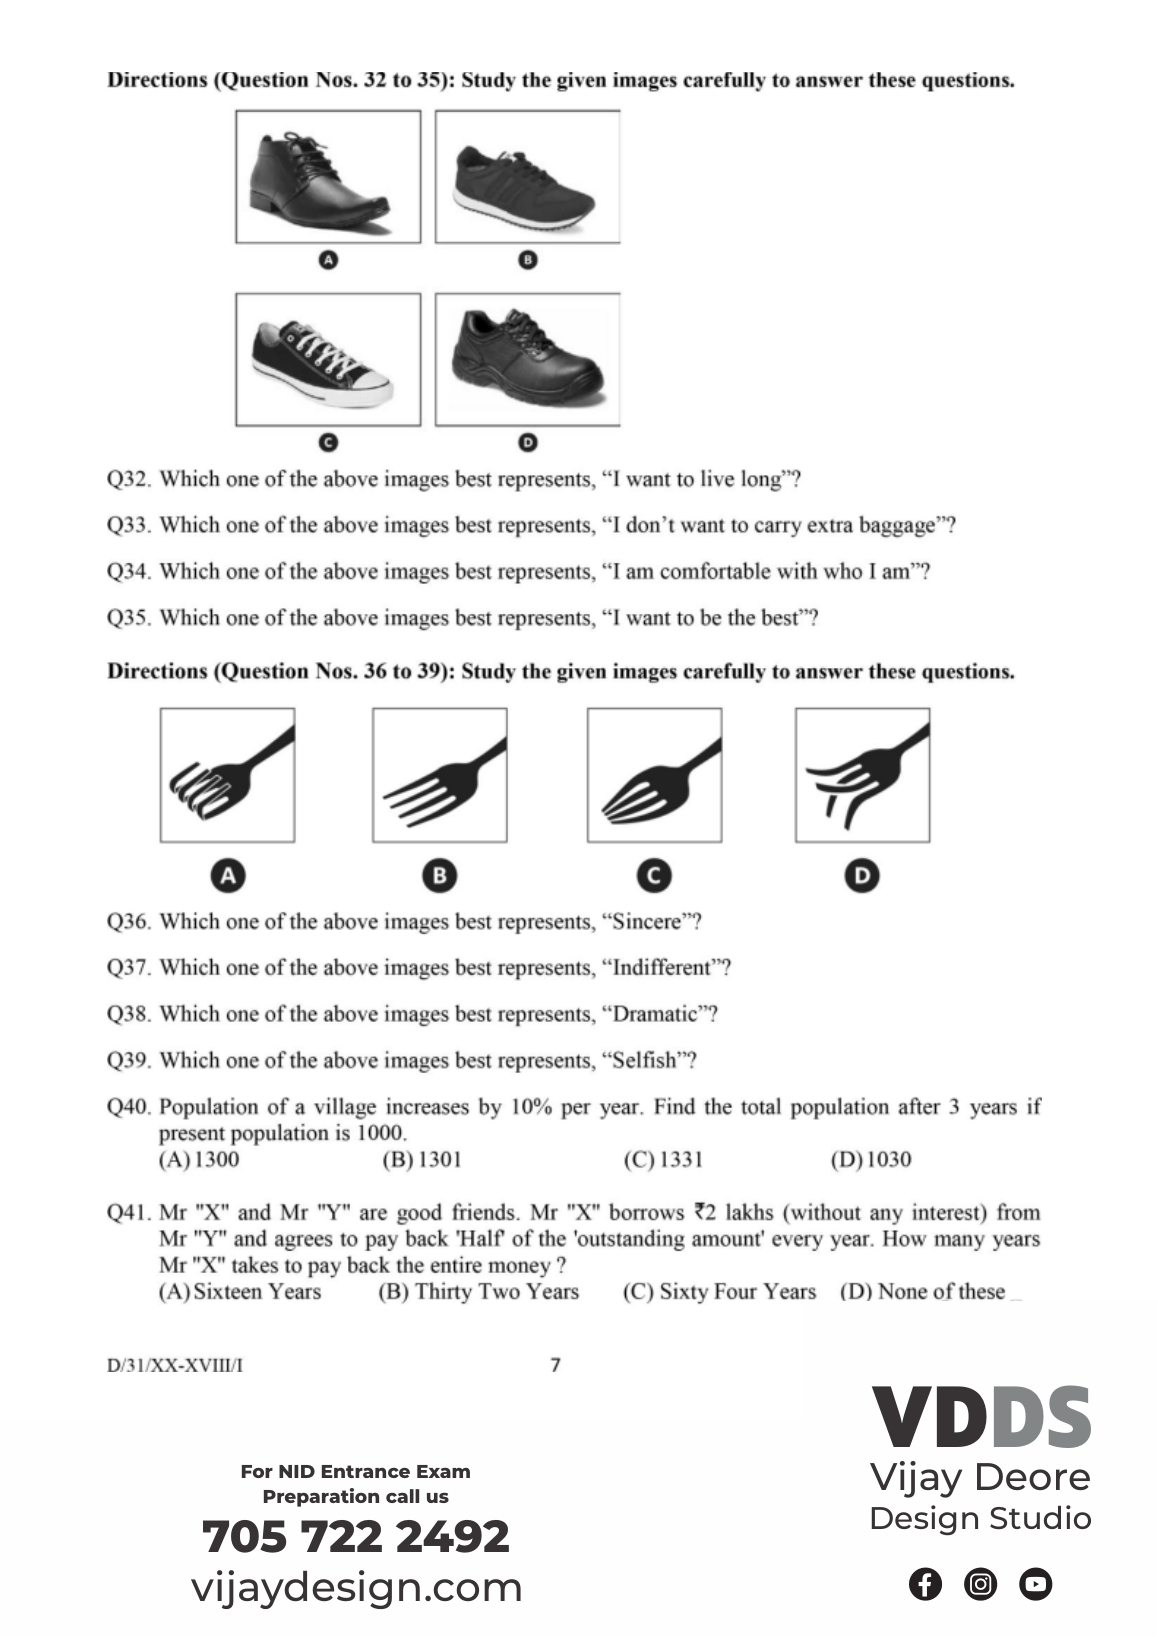 Directions (Question Nos. 32 to 35): Study the given images carefully to answer these questions.
A
B
C
D
Q32. Which one of the above images best represents, “I want to live long”?
Q33. Which one of the above images best represents, “I don’t want to carry extra baggage”?
Q34. Which one of the above images best represents, “I am comfortable with who I am”?
Q35. Which one of the above images best represents, “I want to be the best”?
Directions (Question Nos. 36 to 39): Study the given images carefully to answer these questions.
A B C D
Q36. Which one of the above images best represents, “Sincere”?
Q37. Which one of the above images best represents, “Indifferent”?
Q38. Which one of the above images best represents, “Dramatic”?
Q39. Which one of the above images best represents, “Selfish”?
Q40. Population of a village increases by 10% per year. Find the total population after 3 years if
present population is 1000.
(A) 1300 (B) 1301 (C) 1331 (D) 1030
Q41. Mr "X" and Mr "Y" are good friends. Mr "X" borrows ₹2 lakhs (without any interest) from
Mr "Y" and agrees to pay back 'Half' of the 'outstanding amount' every year. How many years
Mr "X" takes to pay back the entire money ?
(A) Sixteen Years (B) Thirty Two Years (C) Sixty Four Years (D) None of these
D/31/XX-XVIII/I 7
For NID Entrance Exam
Preparation call us
705 722 2492
vijaydesign.com
VDDS
Vijay Deore
Design Studio